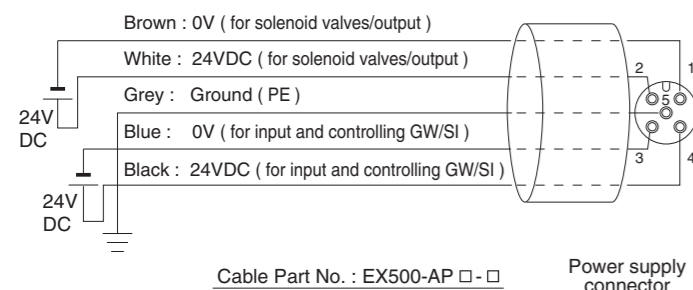 Brown : 0V ( for solenoid valves/output )
White : 24VDC ( for solenoid valves/output )
Grey : Ground ( PE )
Blue : 0V ( for input and controlling GW/SI )
Black : 24VDC ( for input and controlling GW/SI )
24V
DC
24V
DC
2
1
5
3
4
Cable Part No. : EX500-AP □ - □
Power supply
connector